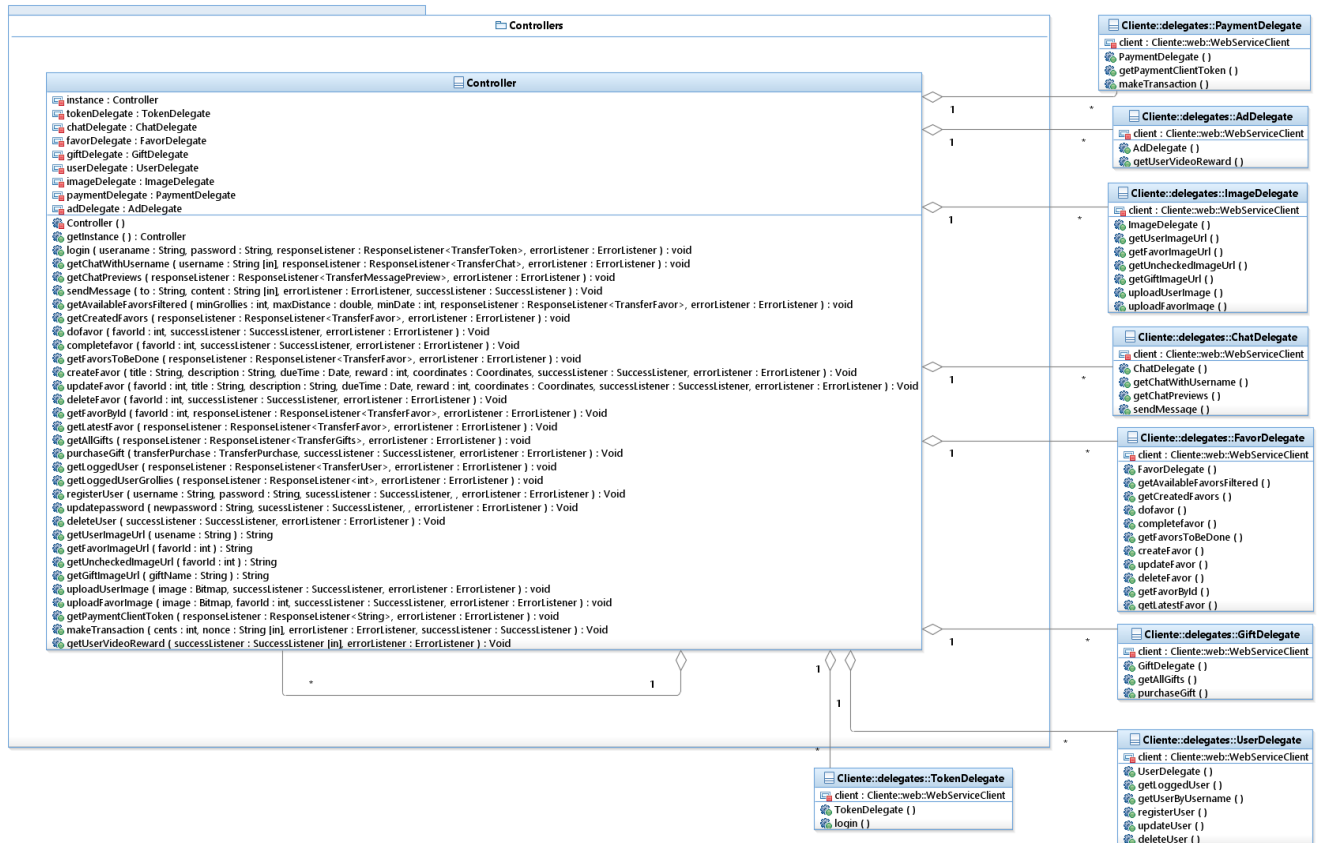 Controllers
Controller
instance : Controller
tokenDelegate : TokenDelegate
chatDelegate : ChatDelegate
favorDelegate : FavorDelegate
giftDelegate : GiftDelegate
userDelegate : UserDelegate
imageDelegate : ImageDelegate
paymentDelegate : PaymentDelegate
adDelegate : AdDelegate
Controller ( )
getInstance ( ) : Controller
login ( useraname : String, password : String, responseListener : ResponseListener<TransferToken>, errorListener : ErrorListener ) : void
getChatWithUsername ( username : String [in], responseListener : ResponseListener<TransferChat>, errorListener : ErrorListener ) : void
getChatPreviews ( responseListener : ResponseListener<TransferMessagePreview>, errorListener : ErrorListener ) : void
sendMessage ( to : String, content : String [in], errorListener : ErrorListener, successListener : SuccessListener ) : Void
getAvailableFavorsFiltered ( minGrollies : int, maxDistance : double, minDate : int, responseListener : ResponseListener<TransferFavor>, errorListener : ErrorListener ) : void
getCreatedFavors ( responseListener : ResponseListener<TransferFavor>, errorListener : ErrorListener ) : void
dofavor ( favorId : int, successListener : SuccessListener, errorListener : ErrorListener ) : Void
completefavor ( favorId : int, successListener : SuccessListener, errorListener : ErrorListener ) : Void
getFavorsToBeDone ( responseListener : ResponseListener<TransferFavor>, errorListener : ErrorListener ) : void
createFavor ( title : String, description : String, dueTime : Date, reward : int, coordinates : Coordinates, successListener : SuccessListener, errorListener : ErrorListener ) : Void
updateFavor ( favorId : int, title : String, description : String, dueTime : Date, reward : int, coordinates : Coordinates, successListener : SuccessListener, errorListener : ErrorListener ) : Void
deleteFavor ( favorId : int, successListener : SuccessListener, errorListener : ErrorListener ) : Void
getFavorById ( favorId : int, responseListener : ResponseListener<TransferFavor>, errorListener : ErrorListener ) : Void
getLatestFavor ( responseListener : ResponseListener<TransferFavor>, errorListener : ErrorListener ) : Void
getAllGifts ( responseListener : ResponseListener<TransferGifts>, errorListener : ErrorListener ) : void
purchaseGift ( transferPurchase : TransferPurchase, successListener : SuccessListener, errorListener : ErrorListener ) : Void
getLoggedUser ( responseListener : ResponseListener<TransferUser>, errorListener : ErrorListener ) : void
getLoggedUserGrollies ( responseListener : ResponseListener<int>, errorListener : ErrorListener ) : void
registerUser ( username : String, password : String, sucessListener : SuccessListener, , errorListener : ErrorListener ) : Void
updatepassword ( newpassword : String, sucessListener : SuccessListener, , errorListener : ErrorListener ) : Void
deleteUser ( successListener : SuccessListener, errorListener : ErrorListener ) : Void
getUserImageUrl ( usename : String ) : String
getFavorImageUrl ( favorId : int ) : String
getUncheckedImageUrl ( favorId : int ) : String
getGiftImageUrl ( giftName : String ) : String
uploadUserImage ( image : Bitmap, successListener : SuccessListener, errorListener : ErrorListener ) : void
uploadFavorImage ( image : Bitmap, favorId : int, successListener : SuccessListener, errorListener : ErrorListener ) : void
getPaymentClientToken ( responseListener : ResponseListener<String>, errorListener : ErrorListener ) : void
makeTransaction ( cents : int, nonce : String [in], errorListener : ErrorListener, successListener : SuccessListener ) : Void
getUserVideoReward ( successListener : SuccessListener [in], errorListener : ErrorListener ) : Void
1
*
1
*
1
*
1
*
1
*
1
*
*
1
1
1
*
*
Cliente::delegates::PaymentDelegate
client : Cliente::web::WebServiceClient
PaymentDelegate ( )
getPaymentClientToken ( )
makeTransaction ( )
Cliente::delegates::AdDelegate
client : Cliente::web::WebServiceClient
AdDelegate ( )
getUserVideoReward ( )
Cliente::delegates::ImageDelegate
client : Cliente::web::WebServiceClient
ImageDelegate ( )
getUserImageUrl ( )
getFavorImageUrl ( )
getUncheckedImageUrl ( )
getGiftImageUrl ( )
uploadUserImage ( )
uploadFavorImage ( )
Cliente::delegates::ChatDelegate
client : Cliente::web::WebServiceClient
ChatDelegate ( )
getChatWithUsername ( )
getChatPreviews ( )
sendMessage ( )
Cliente::delegates::FavorDelegate
client : Cliente::web::WebServiceClient
FavorDelegate ( )
getAvailableFavorsFiltered ( )
getCreatedFavors ( )
dofavor ( )
completefavor ( )
getFavorsToBeDone ( )
createFavor ( )
updateFavor ( )
deleteFavor ( )
getFavorById ( )
getLatestFavor ( )
Cliente::delegates::GiftDelegate
client : Cliente::web::WebServiceClient
GiftDelegate ( )
getAllGifts ( )
purchaseGift ( )
Cliente::delegates::UserDelegate
client : Cliente::web::WebServiceClient
UserDelegate ( )
getLoggedUser ( )
getUserByUsername ( )
registerUser ( )
updateUser ( )
deleteUser ( )
Cliente::delegates::TokenDelegate
client : Cliente::web::WebServiceClient
TokenDelegate ( )
login ( )